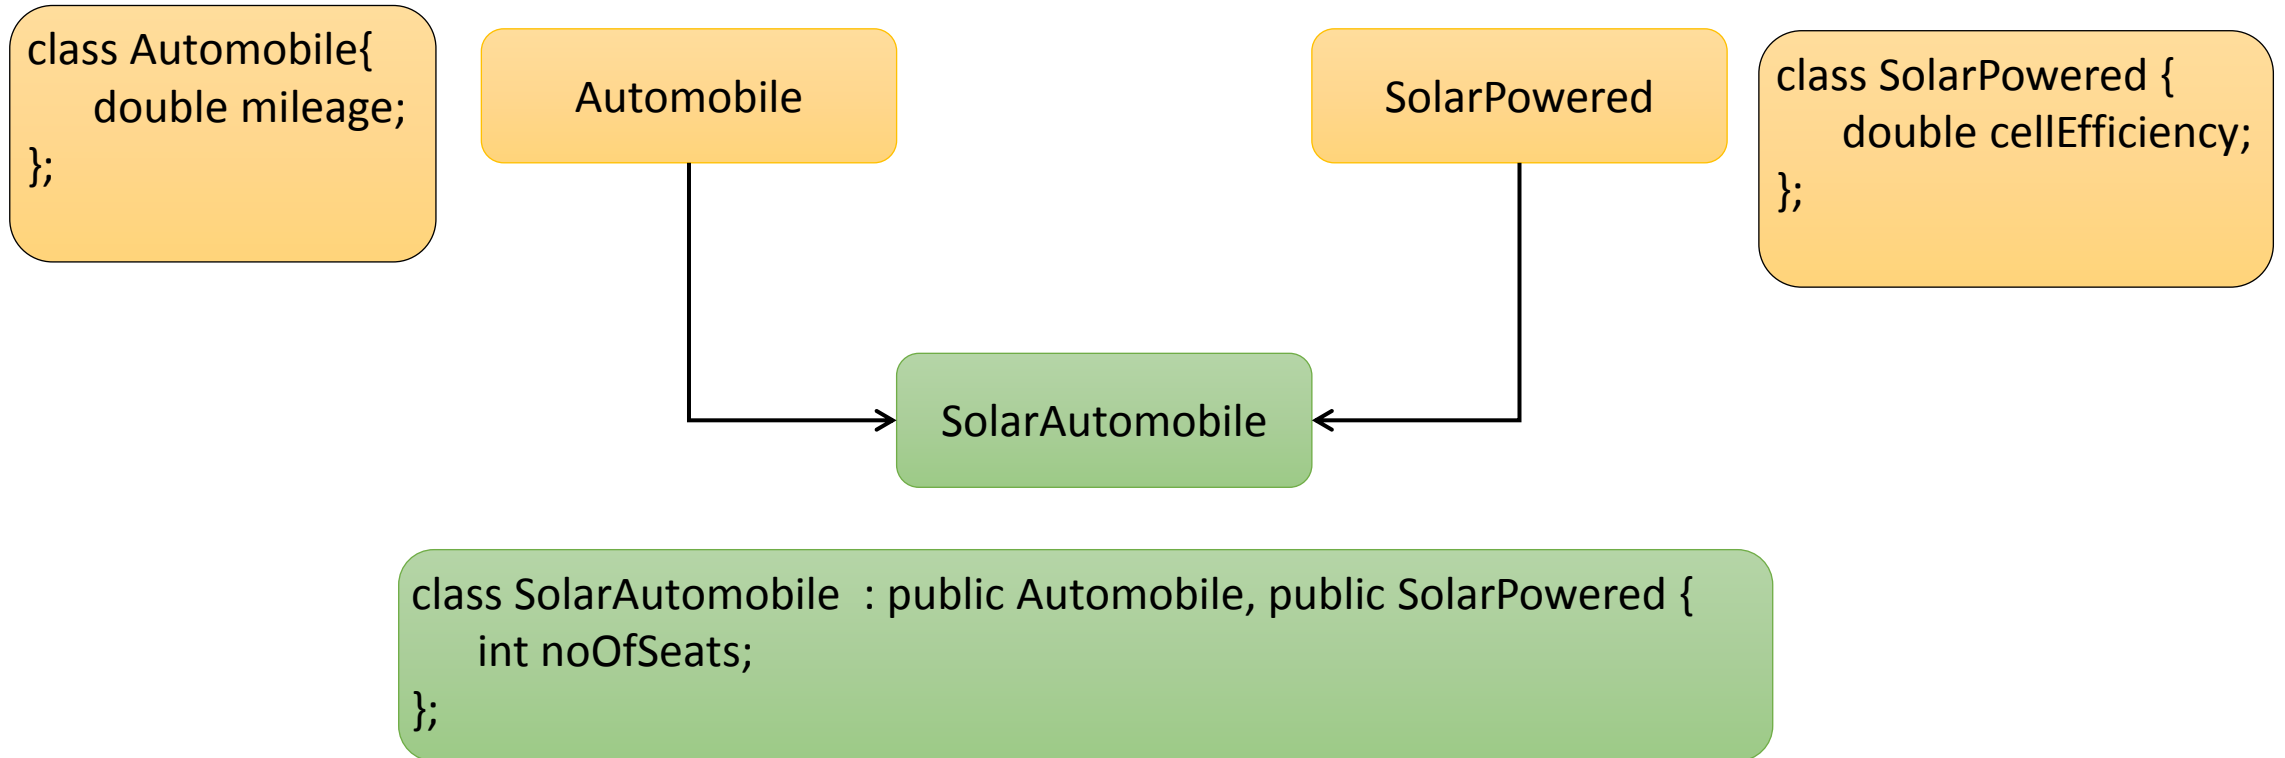 class Automobile{
double mileage;
};
Automobile
SolarPowered
class SolarPowered {
double cellEfficiency;
};
SolarAutomobile
class SolarAutomobile  : public Automobile, public SolarPowered {
int noOfSeats;
};